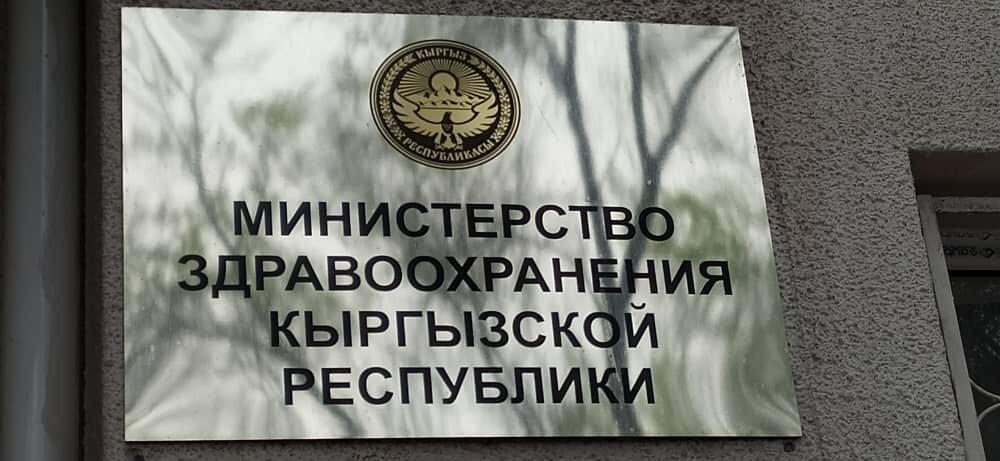 КЫРГЫЗ
РЕСПУБЛИКАСЫ
МИНИСТЕРСТВО
ЗДРАВООХРАНЕНИЯ
КЫРГЫЗСКОЙ
РЕСПУБЛИКИ